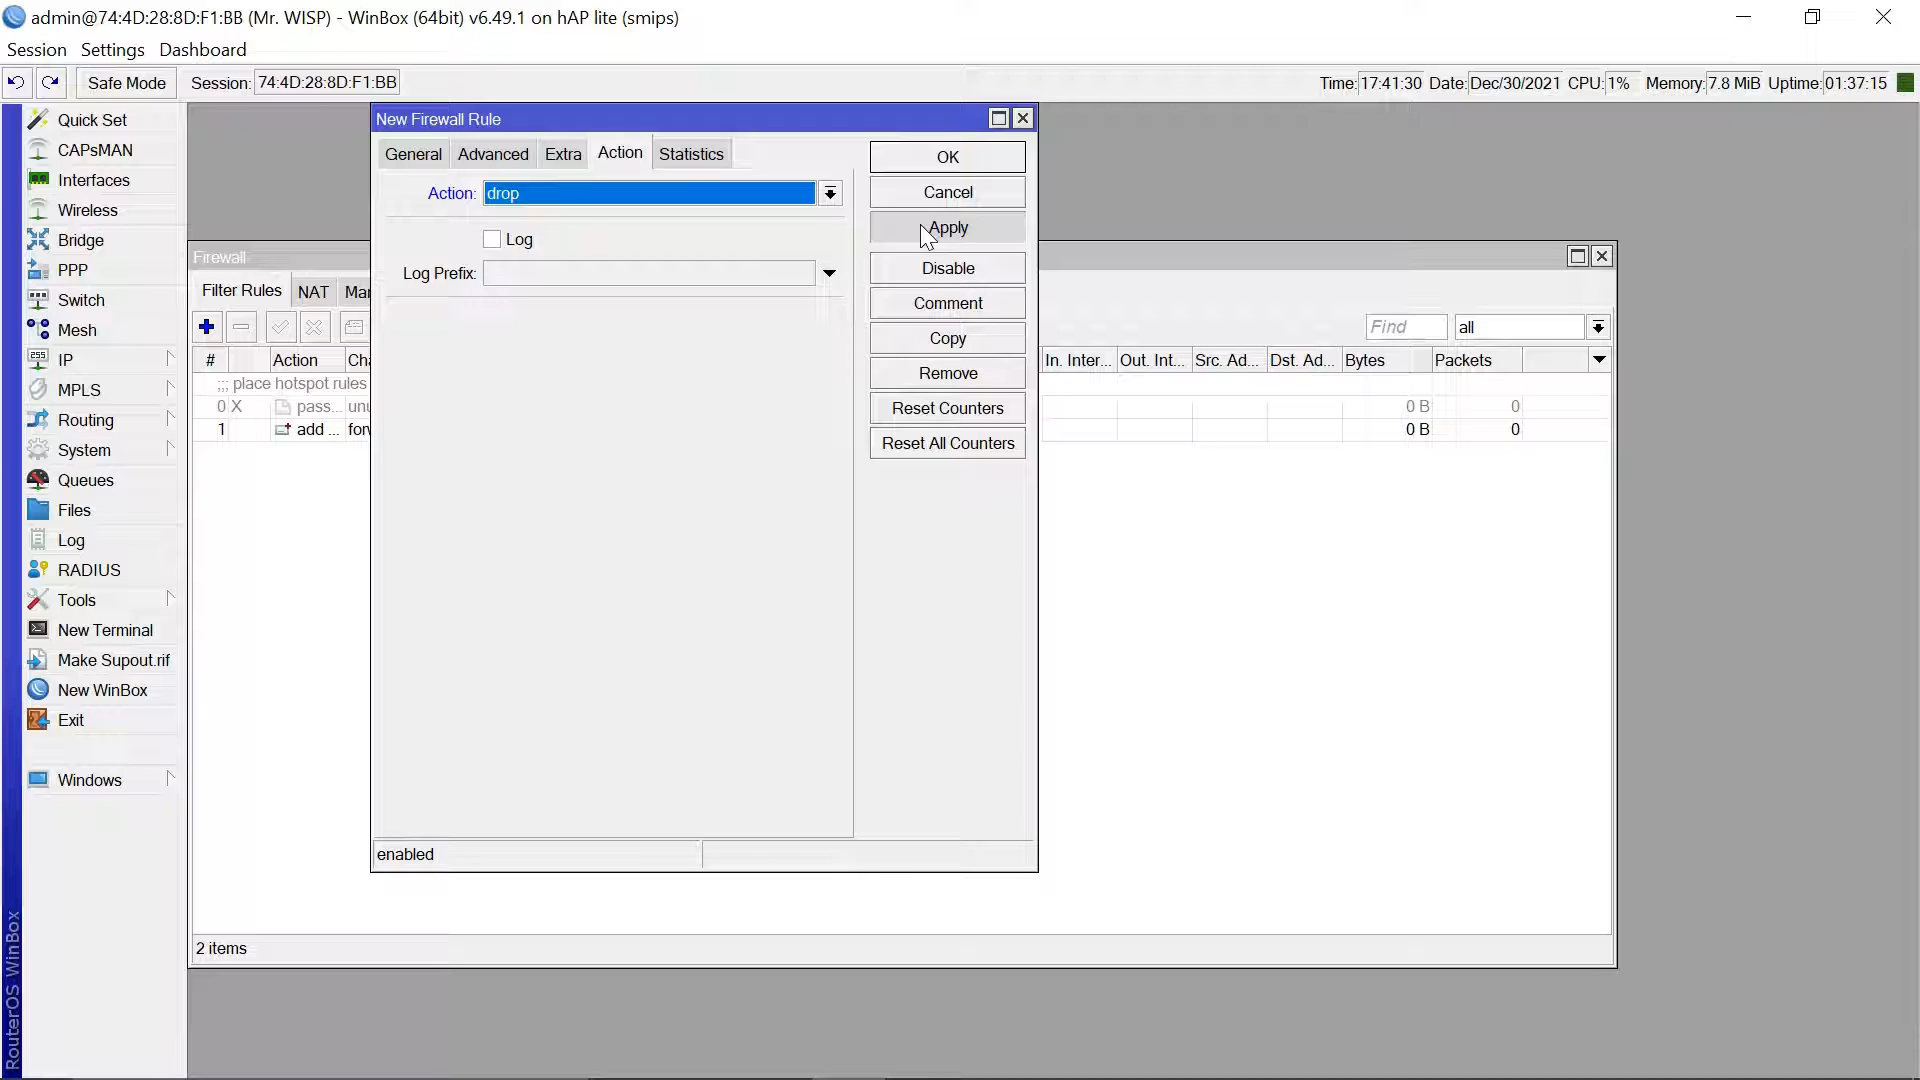 admin@74:4D:28:8D:F1:BB (Mr. WISP) - WinBox (64bit) v6.49.1 on hAP lite (smips)
Session Settings Dashboard
Safe Mode Session: 74:4D:28:8D:F1:BB Time: 17:41:30 Date: Dec/30/2021 CPU: 1% Memory: 7.8 MiB Uptime: 01:37:15
Quick Set
CAPsMAN
Interfaces
Wireless
Bridge
PPP
Switch
Mesh
255
IP
MPLS
Routing
System
Queues
Files
Log
RADIUS
Tools
New Terminal
Make Supout.rif
New WinBox
Exit
Windows
RouterOS WinBox
New Firewall Rule
General Advanced Extra Action Statistics
Action: drop
Log
Log Prefix:
enabled
OK
Cancel
Apply
Disable
Comment
Copy
Remove
Reset Counters
Reset All Counters
Firewall
Filter Rules NAT Mar
Find all
# Action Cha In. Inter... Out. Int... Src. Ad... Dst. Ad... Bytes Packets
;;; place hotspot rules
0 X pass... unu 0 B 0
1 add ... forw 0 B 0
2 items